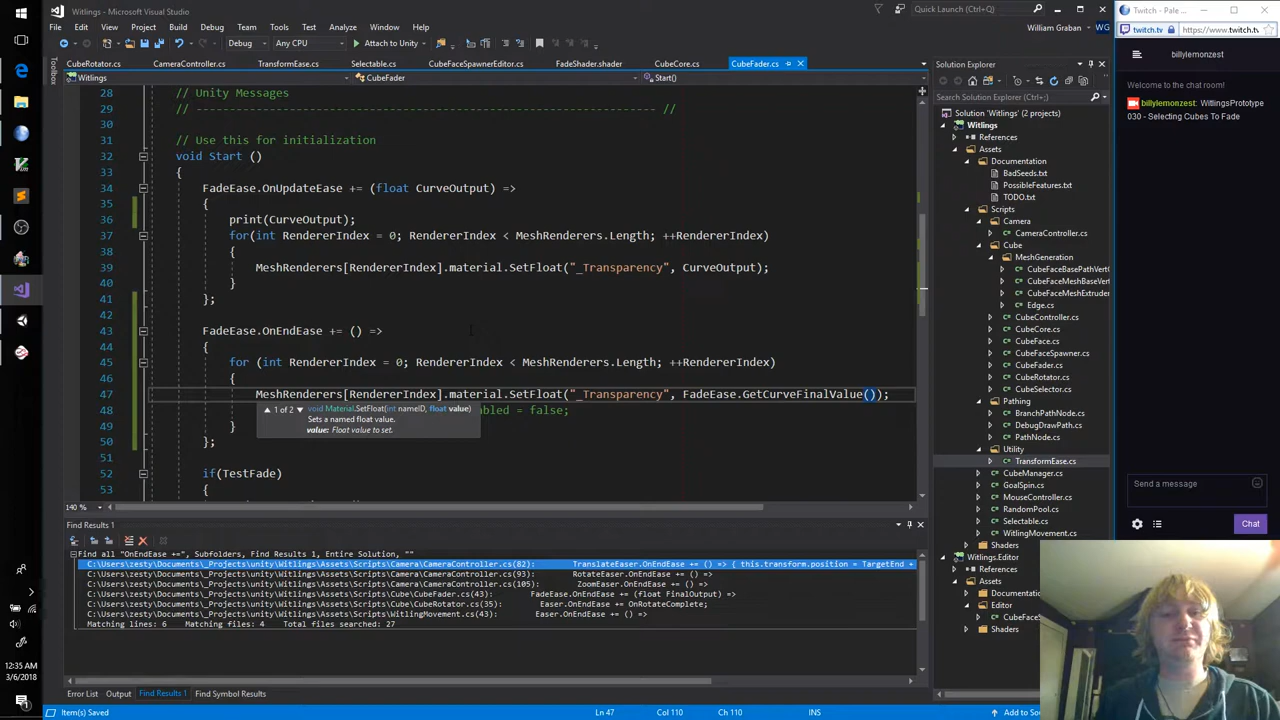 Witlings - Microsoft Visual Studio
Quick Launch (Ctrl+Q)
File Edit View Project Build Debug Team Tools Test Analyze Window Help
William Graban WG
Debug Any CPU Attach to Unity
CubeRotator.cs CameraController.cs TransformEase.cs Selectable.cs CubeFaceSpawnerEditor.cs FadeShader.shader CubeCore.cs CubeFader.cs
Toolbox
Witlings CubeFader Start()
28 // Unity Messages
29 // --------------------------------------------------------------------- //
30
31 // Use this for initialization
32 void Start ()
33 {
34 FadeEase.OnUpdateEase += (float CurveOutput) =>
35 {
36 print(CurveOutput);
37 for(int RendererIndex = 0; RendererIndex < MeshRenderers.Length; ++RendererIndex)
38 {
39 MeshRenderers[RendererIndex].material.SetFloat("_Transparency", CurveOutput);
40 }
41 };
42
43 FadeEase.OnEndEase += () =>
44 {
45 for (int RendererIndex = 0; RendererIndex < MeshRenderers.Length; ++RendererIndex)
46 {
47 MeshRenderers[RendererIndex].material.SetFloat("_Transparency", FadeEase.GetCurveFinalValue());
48 abled = false;
▲ 1 of 2 ▼ void Material.SetFloat(int nameID, float value)
Sets a named float value.
value: Float value to set.
49 }
50 };
51
52 if(TestFade)
53 {
140 %
Find Results 1
Find all "OnEndEase +=", Subfolders, Find Results 1, Entire Solution, ""
C:\Users\zesty\Documents\_Projects\unity\Witlings\Assets\Scripts\Camera\CameraController.cs(82): TranslateEaser.OnEndEase += () => { this.transform.position = TargetEnd +
C:\Users\zesty\Documents\_Projects\unity\Witlings\Assets\Scripts\Camera\CameraController.cs(93): RotateEaser.OnEndEase += () =>
C:\Users\zesty\Documents\_Projects\unity\Witlings\Assets\Scripts\Camera\CameraController.cs(105): ZoomEaser.OnEndEase += () =>
C:\Users\zesty\Documents\_Projects\unity\Witlings\Assets\Scripts\Cube\CubeFader.cs(43): FadeEase.OnEndEase += (float FinalOutput) =>
C:\Users\zesty\Documents\_Projects\unity\Witlings\Assets\Scripts\Cube\CubeRotator.cs(35): Easer.OnEndEase += OnRotateComplete;
C:\Users\zesty\Documents\_Projects\unity\Witlings\Assets\Scripts\WitlingMovement.cs(43): Easer.OnEndEase += () =>
Matching lines: 6 Matching files: 4 Total files searched: 27
Error List Output Find Results 1 Find Symbol Results
Item(s) Saved Ln 47 Col 110 Ch 110 INS Add to So
Solution Explorer
Search Solution Explorer (Ctrl+;)
Solution 'Witlings' (2 projects)
Witlings
References
Assets
Documentation
BadSeeds.txt
PossibleFeatures.txt
TODO.txt
Scripts
Camera
CameraController.cs
Cube
MeshGeneration
CubeFaceBasePathVert
CubeFaceMeshBaseVert
CubeFaceMeshExtruder
Edge.cs
CubeController.cs
CubeCore.cs
CubeFace.cs
CubeFaceSpawner.cs
CubeFader.cs
CubeRotator.cs
CubeSelector.cs
Pathing
BranchPathNode.cs
DebugDrawPath.cs
PathNode.cs
Utility
TransformEase.cs
CubeManager.cs
GoalSpin.cs
MouseController.cs
RandomPool.cs
Selectable.cs
WitlingMovement.cs
Shaders
Witlings.Editor
References
Assets
Documen
Editor
CubeFaceS
Shaders
Twitch - Pale ...
twitch.tv https://www.twitch.tv
billylemonzest
Welcome to the chat room!
billylemonzest: WitlingsPrototype
030 - Selecting Cubes To Fade
Send a message
Chat
12:35 AM
3/6/2018